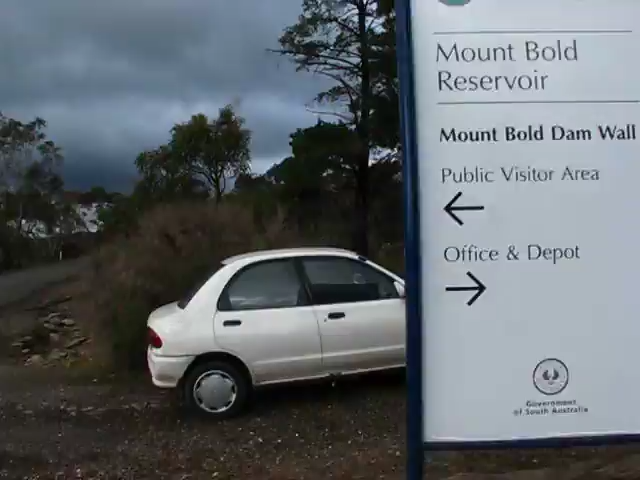 Mount Bold
Reservoir
Mount Bold Dam Wall
Public Visitor Area
←
Office & Depot
→
Government
of South Australia